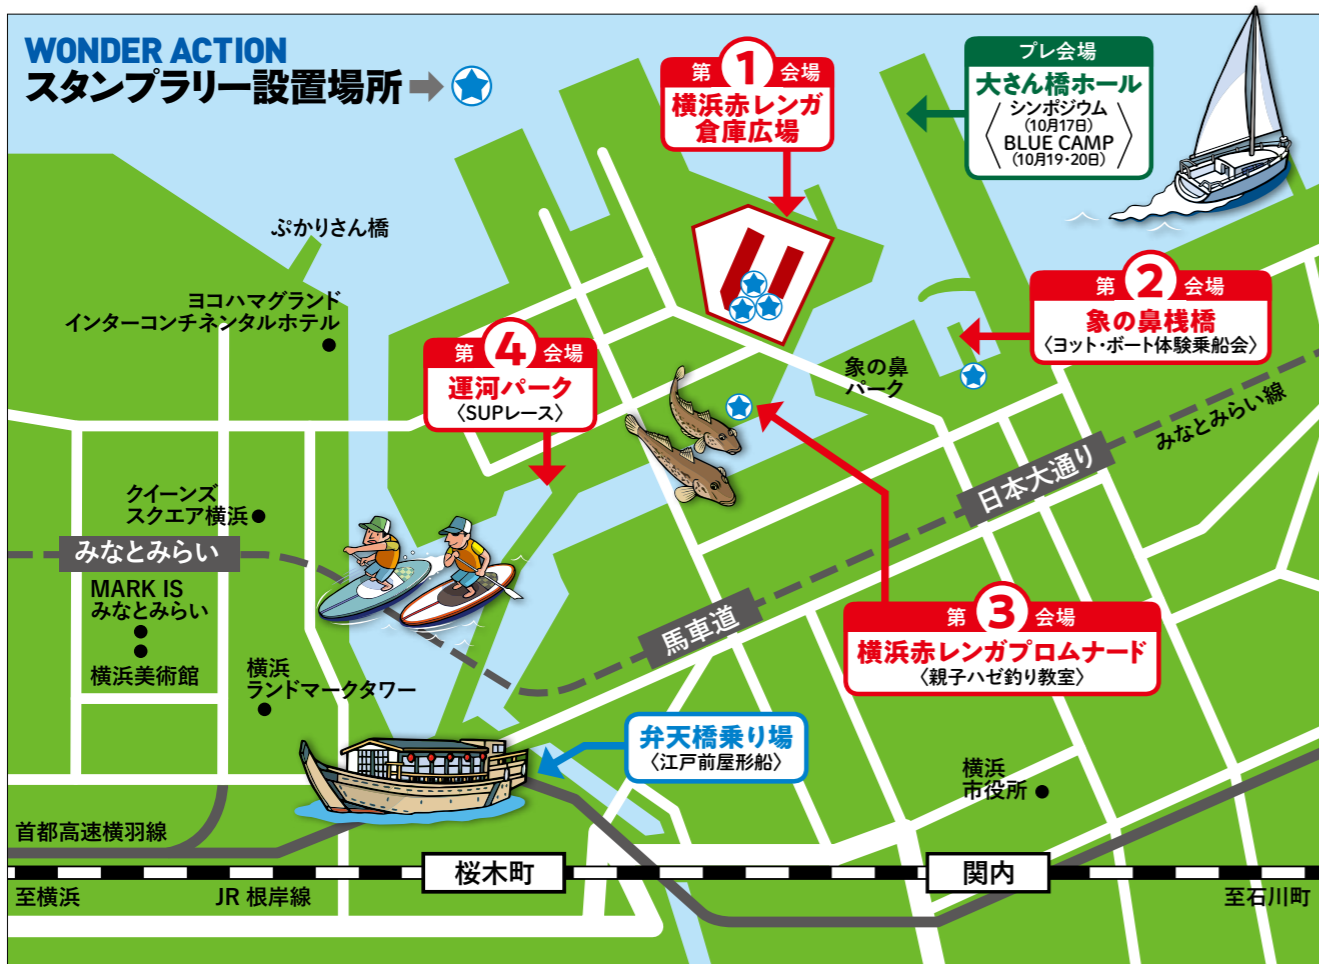 WONDER ACTION
スタンプラリー設置場所
第1会場
横浜赤レンガ
倉庫広場
プレ会場
大さん橋ホール
シンポジウム
(10月17日)
BLUE CAMP
(10月19・20日)
ぷかりさん橋
ヨコハマグランド
インターコンチネンタルホテル
第4会場
運河パーク
〈SUPレース〉
第2会場
象の鼻桟橋
〈ヨット・ボート体験乗船会〉
象の鼻
パーク
みなとみらい線
日本大通り
クイーンズ
スクエア横浜
みなとみらい
MARK IS
みなとみらい
横浜美術館
横浜
ランドマークタワー
馬車道
第3会場
横浜赤レンガプロムナード
〈親子ハゼ釣り教室〉
弁天橋乗り場
〈江戸前屋形船〉
横浜
市役所
首都高速横羽線
桜木町
関内
至横浜
JR 根岸線
至石川町